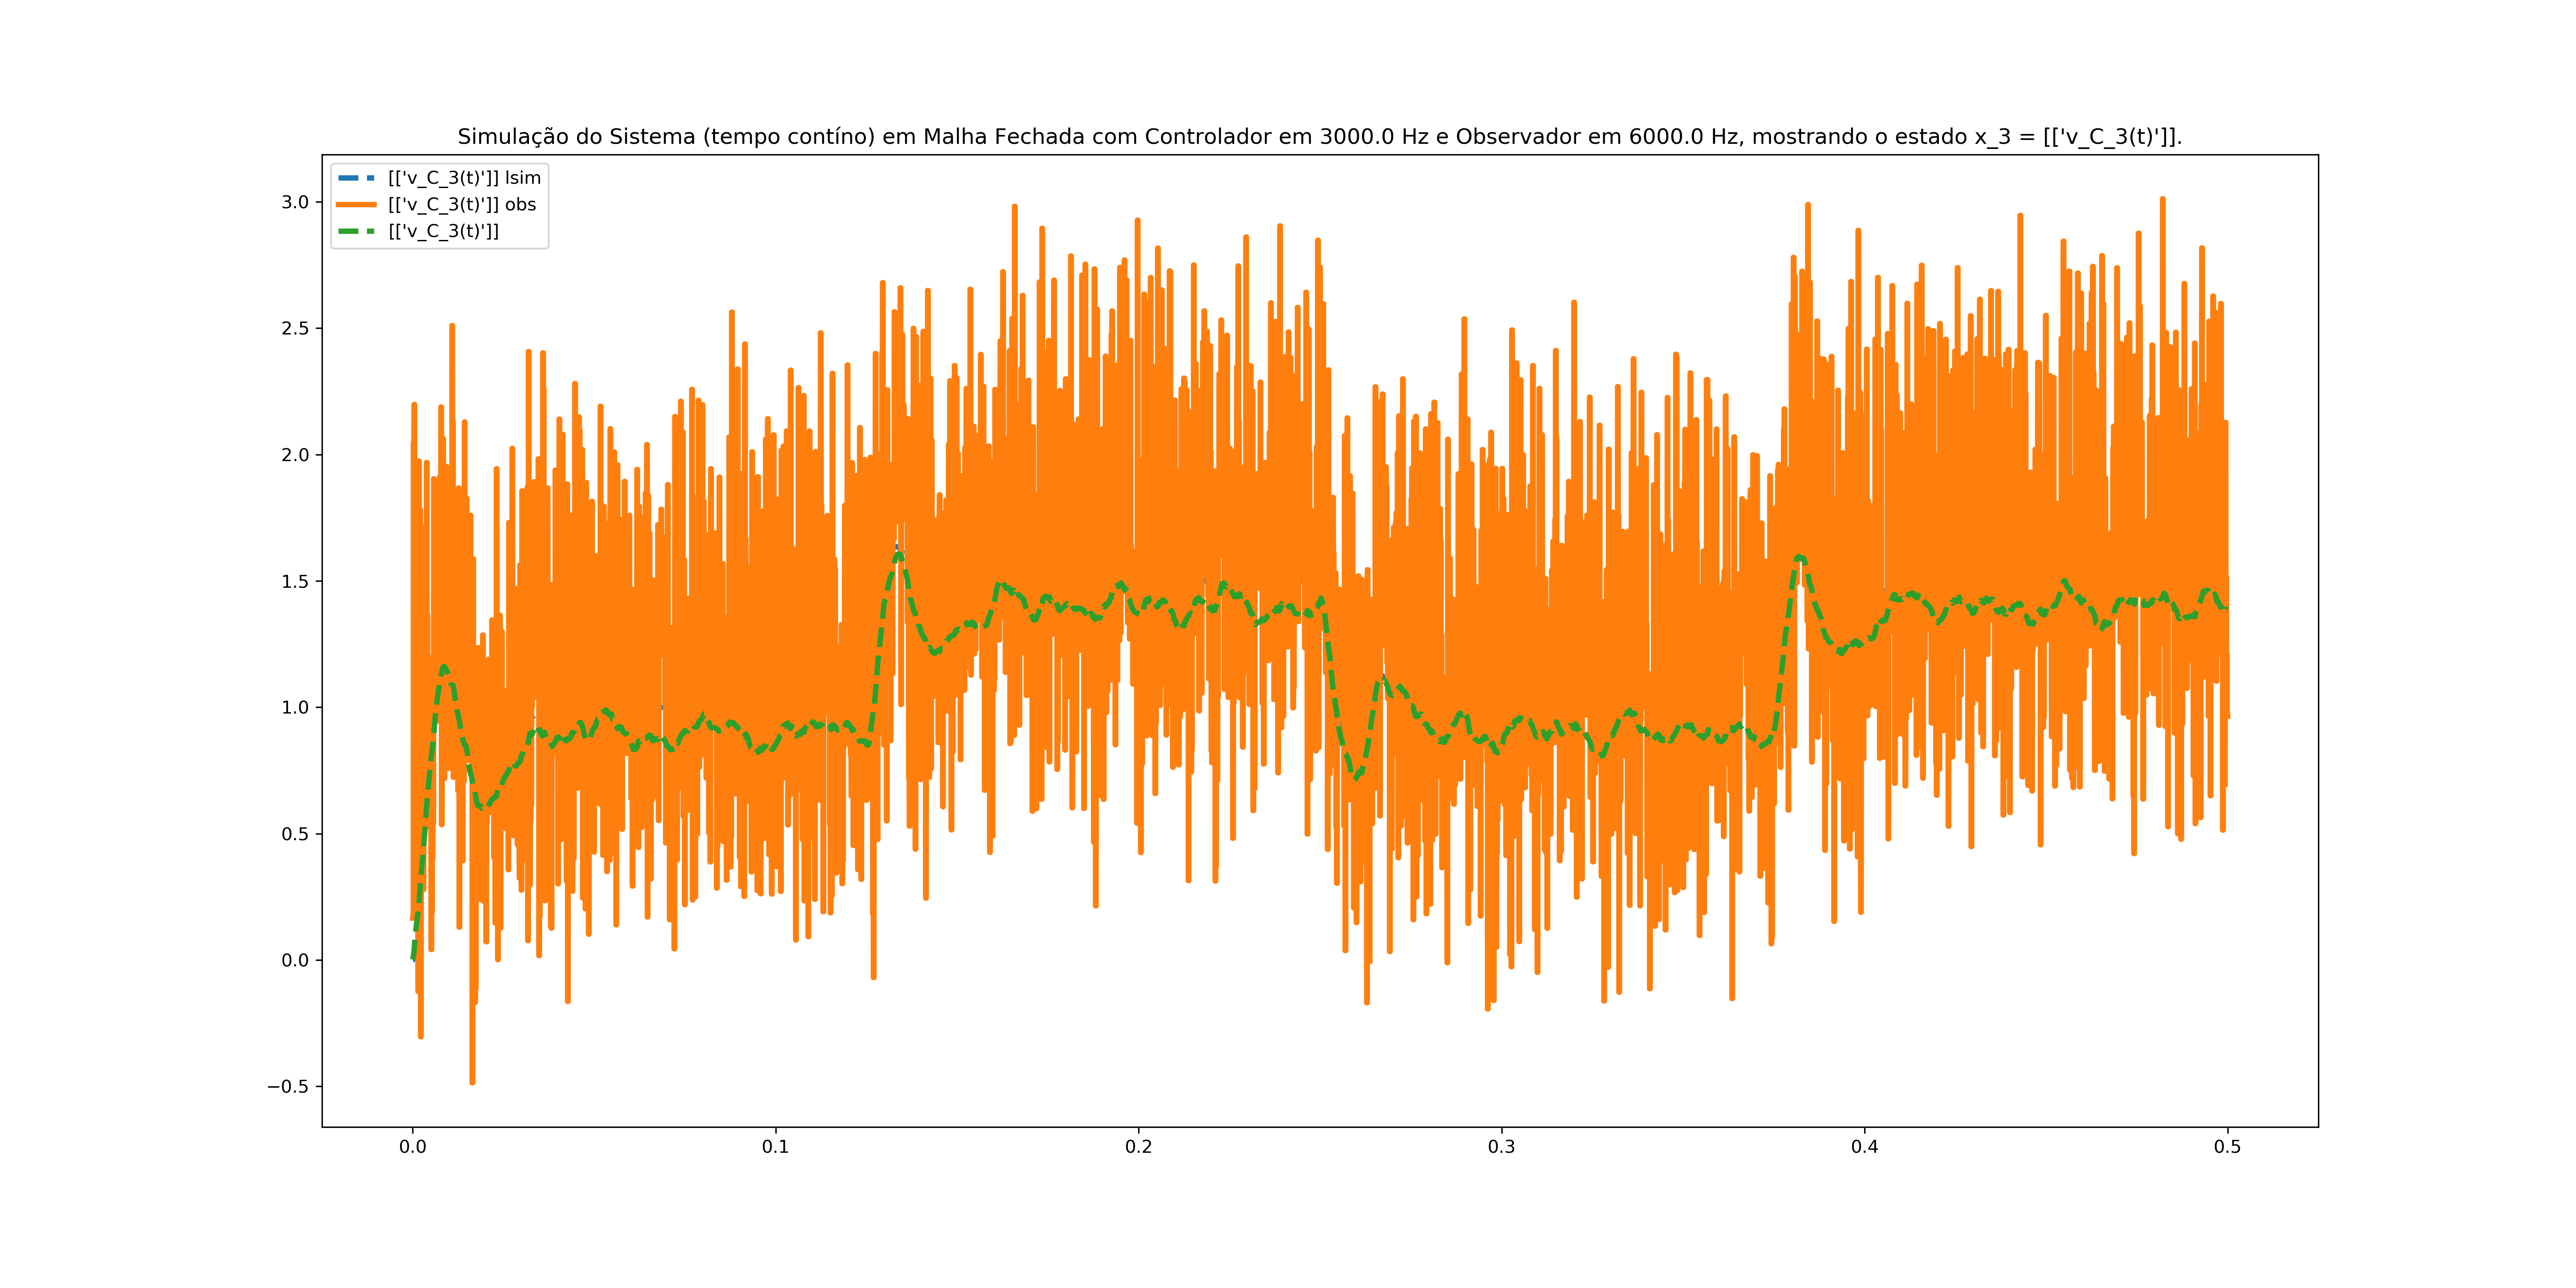 Simulação do Sistema (tempo contíno) em Malha Fechada com Controlador em 3000.0 Hz e Observador em 6000.0 Hz, mostrando o estado x_3 = [['v_C_3(t)']].
[['v_C_3(t)']] lsim
[['v_C_3(t)']] obs
[['v_C_3(t)']]
3.0
2.5
2.0
1.5
1.0
0.5
0.0
−0.5
0.0 0.1 0.2 0.3 0.4 0.5